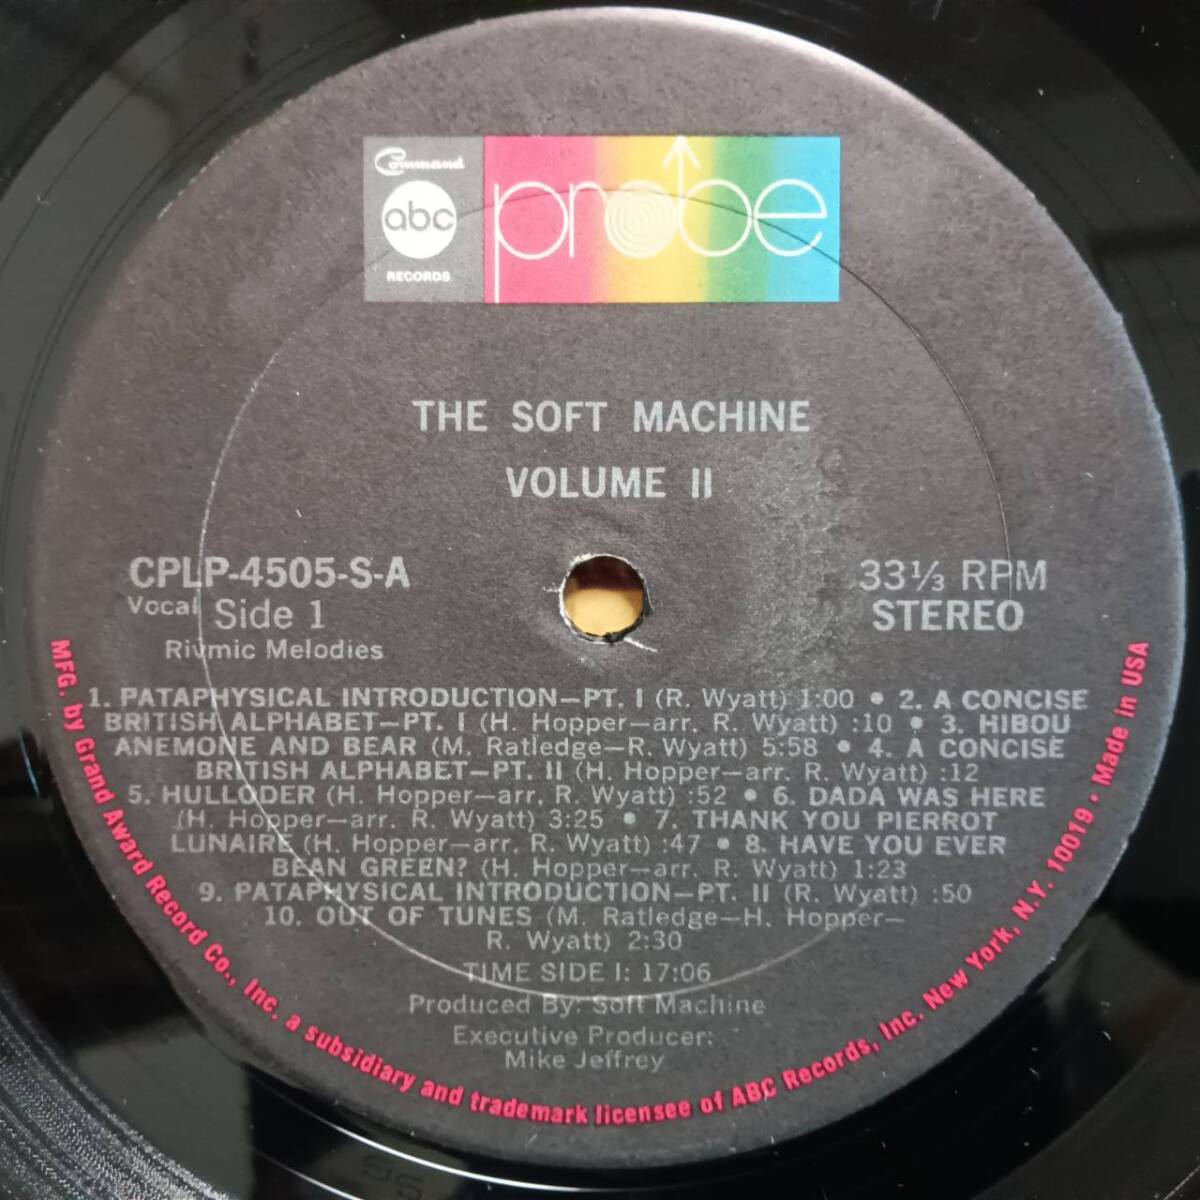 Command
abc
RECORDS
probe
THE SOFT MACHINE
VOLUME II
CPLP-4505-S-A
Vocal Side 1
Rivmic Melodies
33⅓ RPM
STEREO
1. PATAPHYSICAL INTRODUCTION—PT. I (R. Wyatt) 1:00 • 2. A CONCISE
BRITISH ALPHABET—PT. I (H. Hopper—arr. R. Wyatt) :10 • 3. HIBOU
ANEMONE AND BEAR (M. Ratledge—R. Wyatt) 5:58 • 4. A CONCISE
BRITISH ALPHABET—PT. II (H. Hopper—arr. R. Wyatt) :12
5. HULLODER (H. Hopper—arr. R. Wyatt) :52 • 6. DADA WAS HERE
(H. Hopper—arr. R. Wyatt) 3:25 • 7. THANK YOU PIERROT
LUNAIRE (H. Hopper—arr. R. Wyatt) :47 • 8. HAVE YOU EVER
BEAN GREEN? (H. Hopper—arr. R. Wyatt) 1:23
9. PATAPHYSICAL INTRODUCTION—PT. II (R. Wyatt) :50
10. OUT OF TUNES (M. Ratledge—H. Hopper—
R. Wyatt) 2:30
TIME SIDE I: 17:06
Produced By: Soft Machine
Executive Producer:
Mike Jeffrey
MFG. by Grand Award Record Co., Inc. a subsidiary and trademark licensee of ABC Records, Inc. New York, N.Y. 10019 • Made in USA